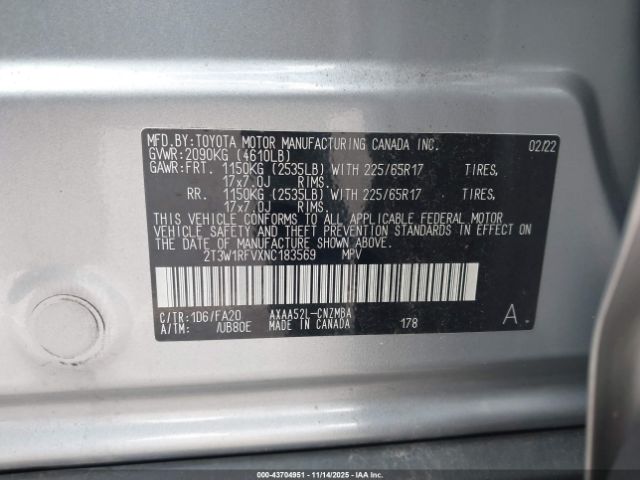 MFD.BY:TOYOTA MOTOR MANUFACTURING CANADA INC. 02/22
GVWR:2090KG (4610LB)
GAWR:FRT. 1150KG (2535LB) WITH 225/65R17 TIRES,
17x7.0J RIMS.
RR. 1150KG (2535LB) WITH 225/65R17 TIRES,
17x7.0J RIMS.
THIS VEHICLE CONFORMS TO ALL APPLICABLE FEDERAL MOTOR
VEHICLE SAFETY AND THEFT PREVENTION STANDARDS IN EFFECT
ON THE DATE OF MANUFACTURE SHOWN ABOVE.
2T3W1RFVXNC183569 MPV
C/TR:1D6/FA20 AXAA52L-CNZMBA
A/TM: /UB80E MADE IN CANADA 178 A
000-43704951 - 11/14/2025 - IAA Inc.